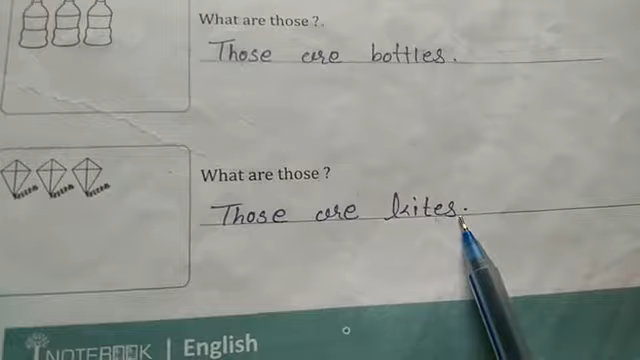 What are those ?.
Those are bottles.
What are those ?
Those are kites.
NOTEBOOK | English